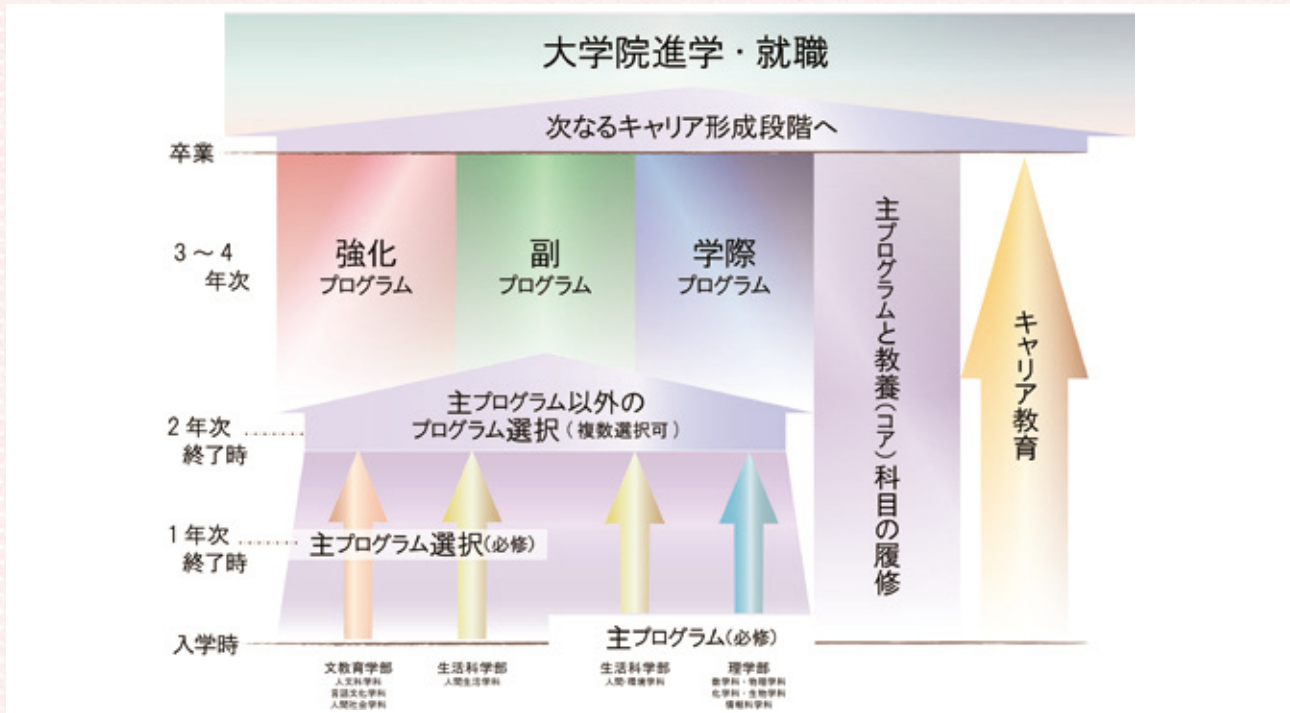 大学院進学・就職
次なるキャリア形成段階へ
卒業
3～4
年次
強化
プログラム
副
プログラム
学際
プログラム
主プログラムと教養(コア)科目の履修
キャリア教育
主プログラム以外の
プログラム選択(複数選択可)
2年次
終了時
1年次
終了時
主プログラム選択(必修)
入学時
主プログラム(必修)
文教育学部
人文科学科
言語文化学科
人間社会学科
生活科学部
人間生活学科
生活科学部
人間・環境学科
理学部
数学科・物理学科
化学科・生物学科
情報科学科